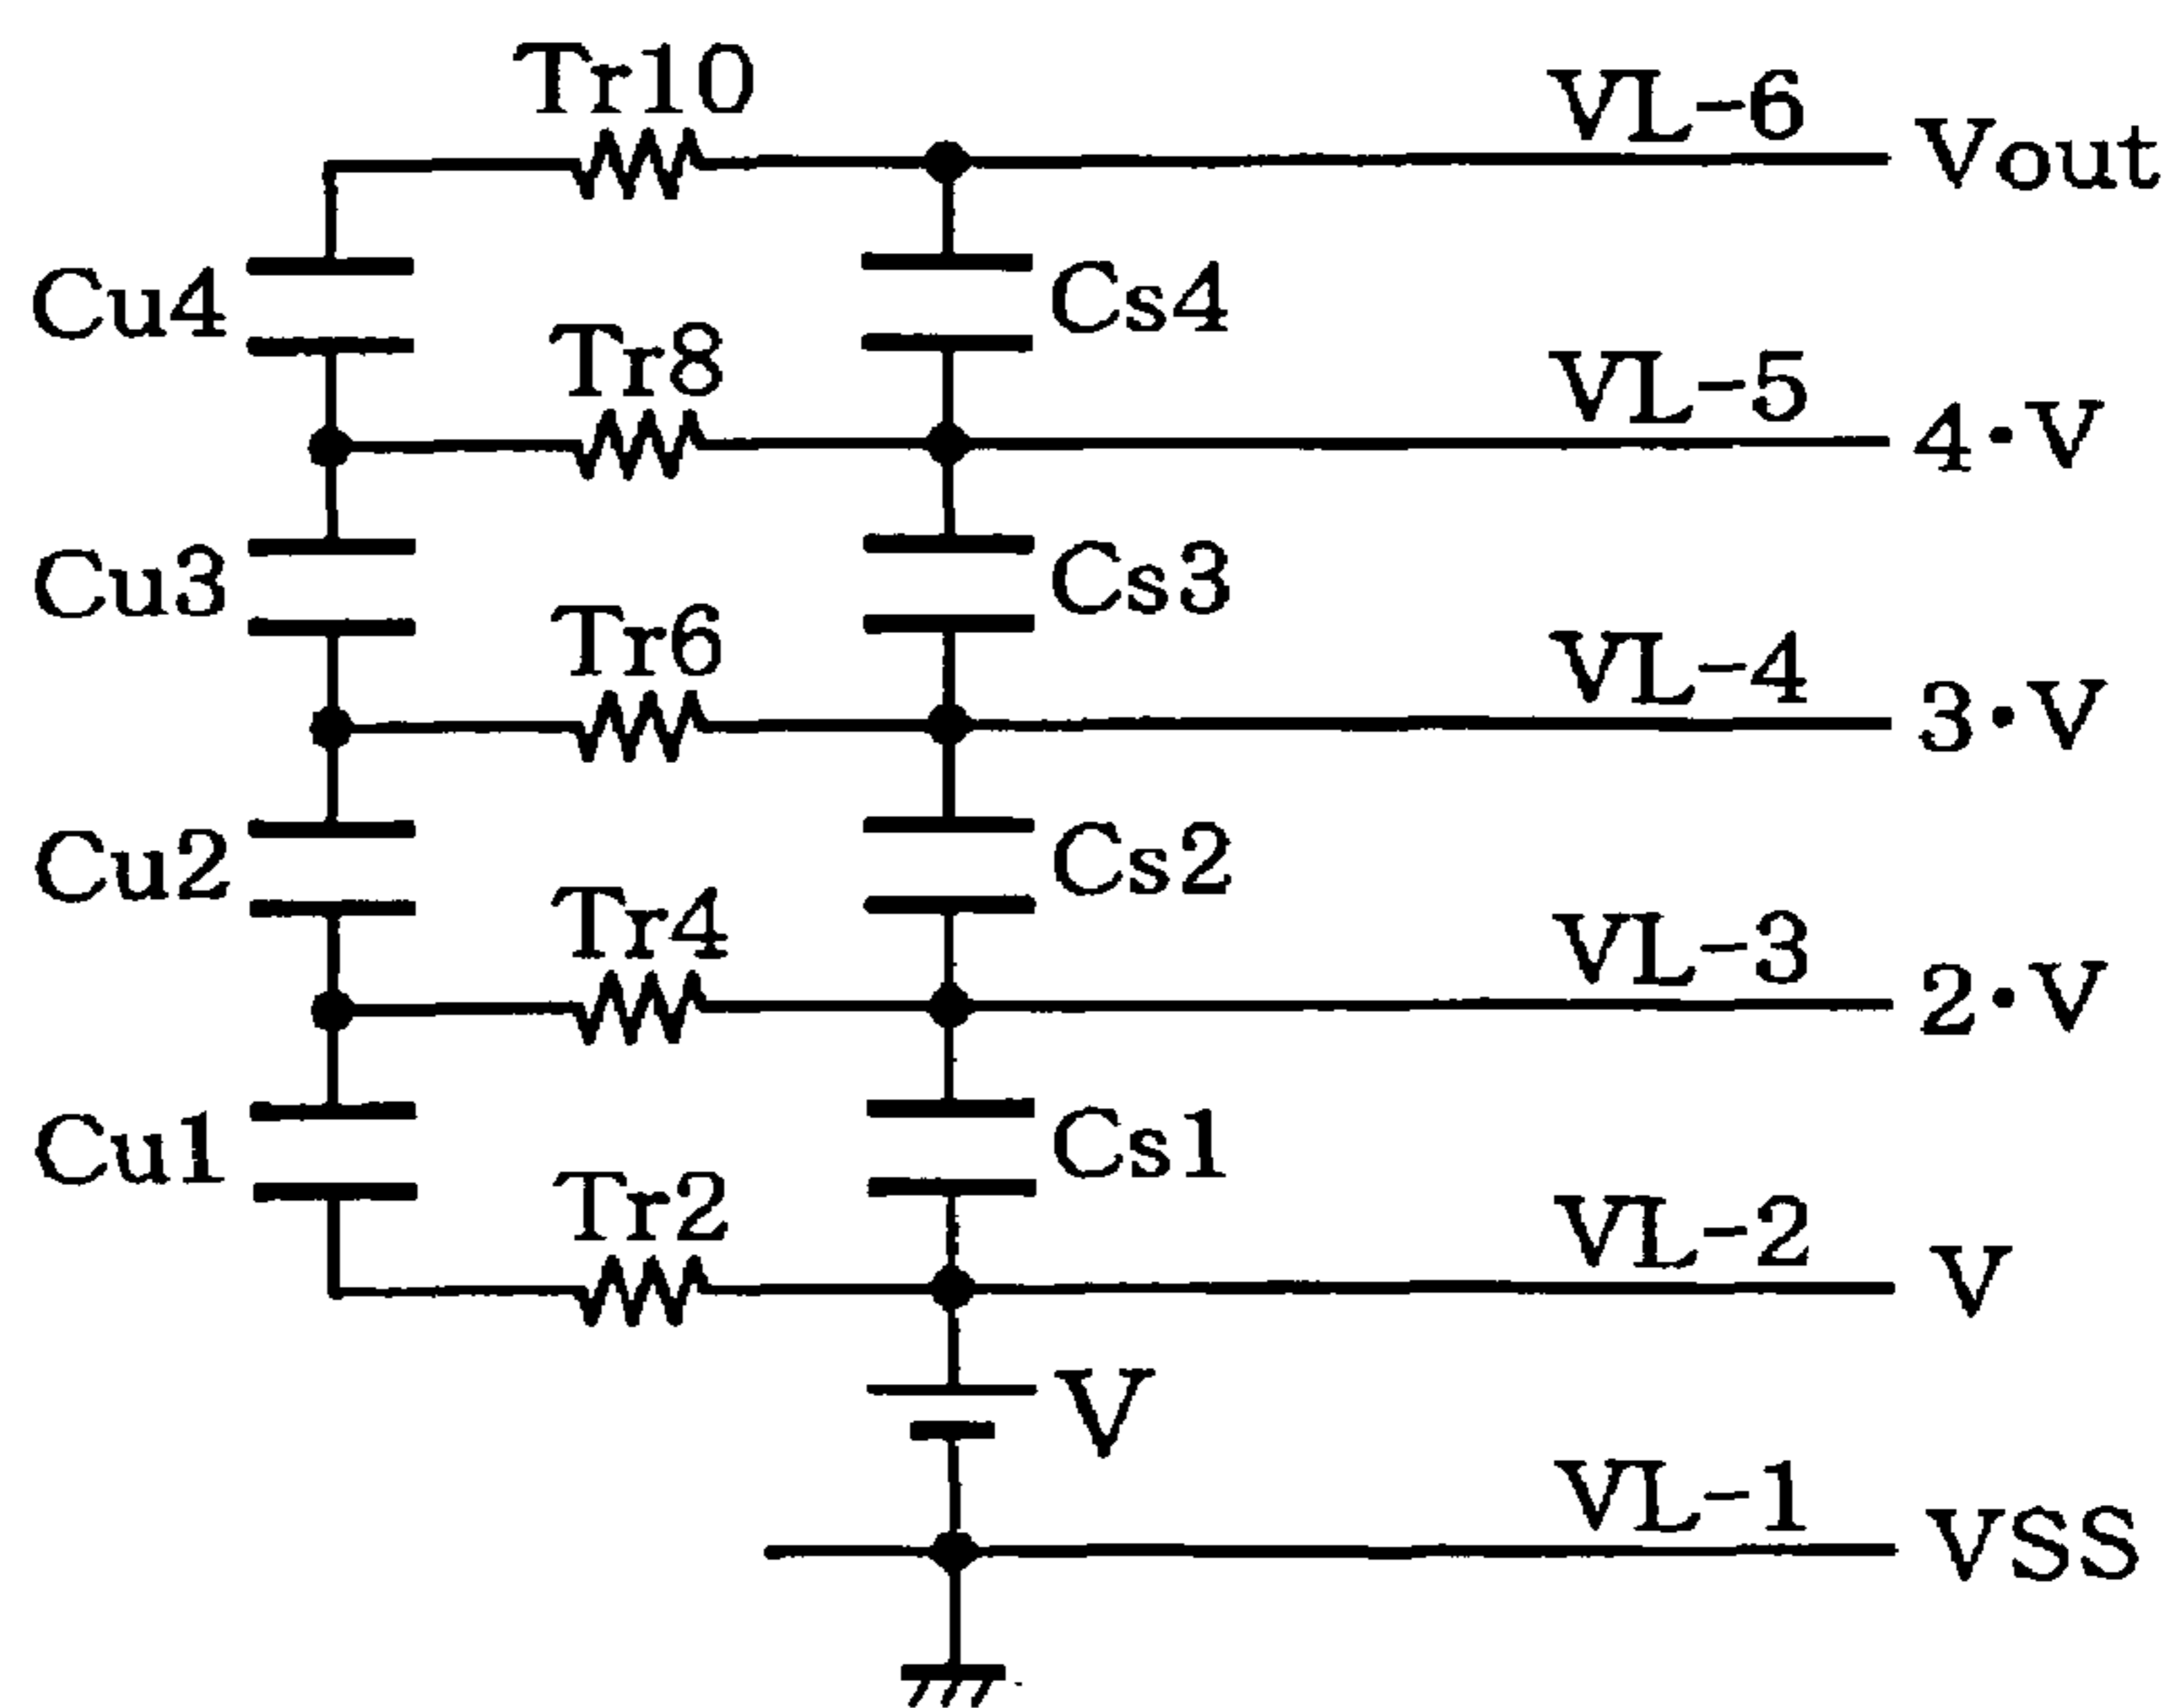 Tr10
VL-6
Vout
Cu4
Cs4
Tr8
VL-5
4·V
Cu3
Cs3
Tr6
VL-4
3·V
Cu2
Cs2
Tr4
VL-3
2·V
Cu1
Cs1
Tr2
VL-2
V
V
VL-1
VSS